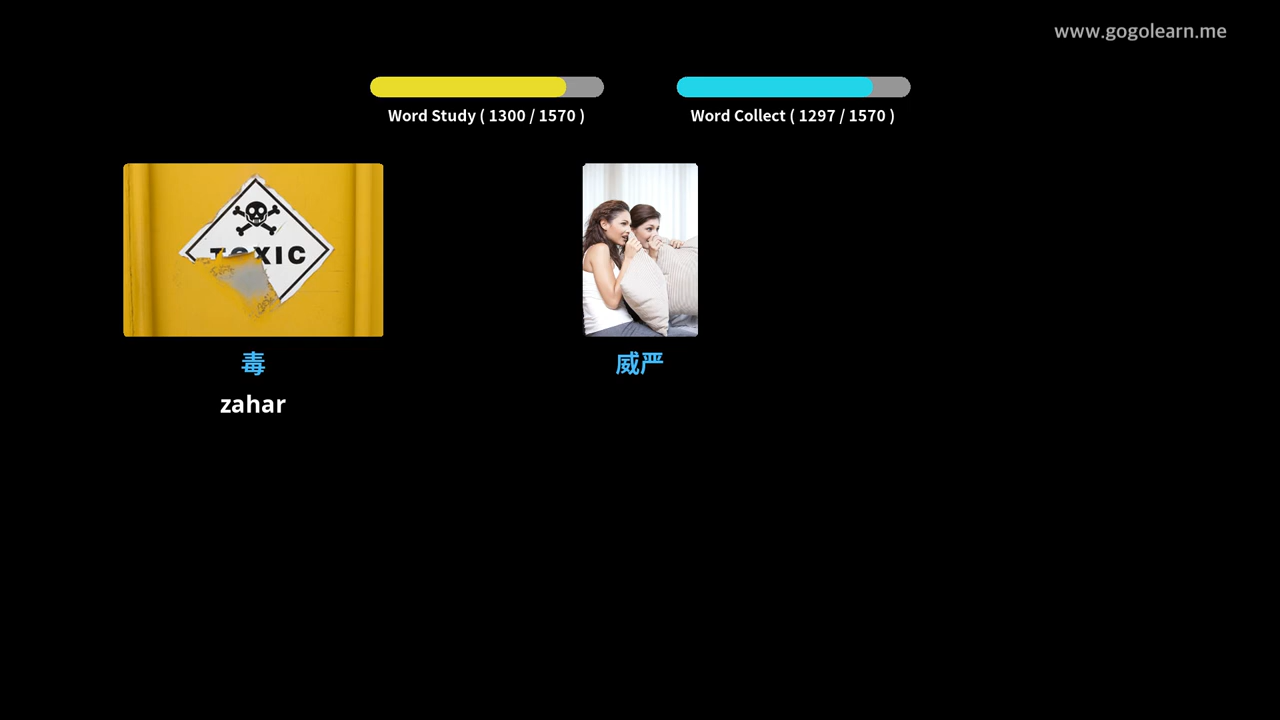 www.gogolearn.me
Word Study ( 1300 / 1570 )
Word Collect ( 1297 / 1570 )
TOXIC
毒
威严
zahar